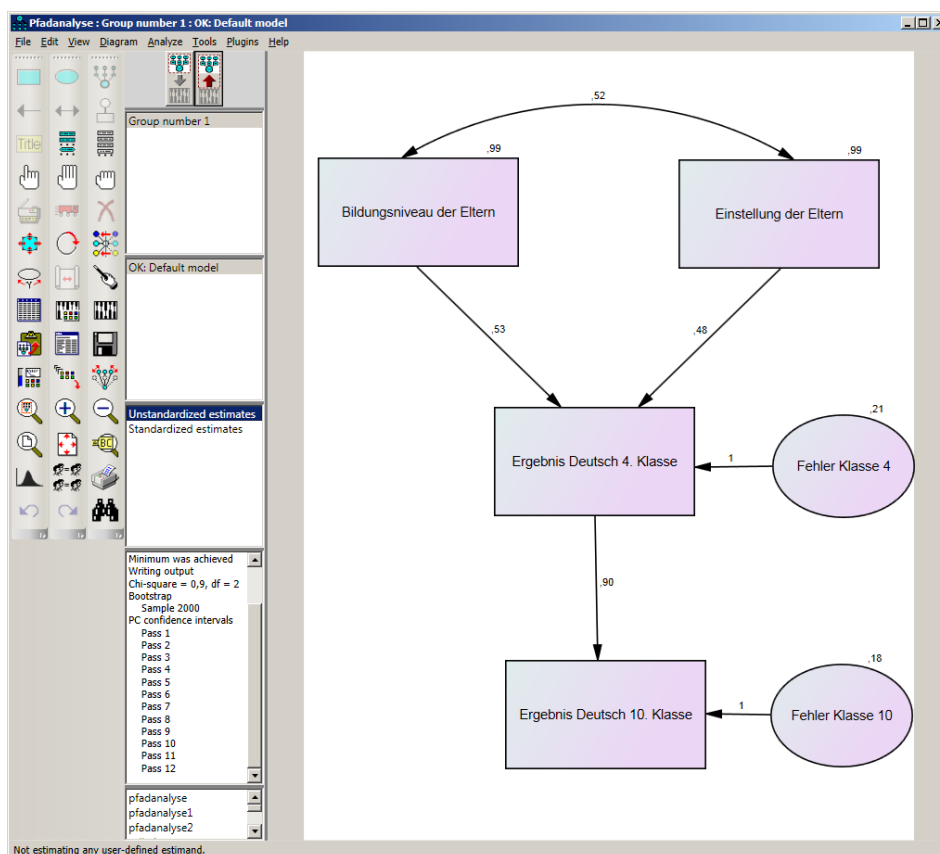 Pfadanalyse : Group number 1 : OK: Default model
File Edit View Diagram Analyze Tools Plugins Help
Title
Group number 1
OK: Default model
Unstandardized estimates
Standardized estimates
Minimum was achieved
Writing output
Chi-square = 0,9, df = 2
Bootstrap
Sample 2000
PC confidence intervals
Pass 1
Pass 2
Pass 3
Pass 4
Pass 5
Pass 6
Pass 7
Pass 8
Pass 9
Pass 10
Pass 11
Pass 12
pfadanalyse
pfadanalyse1
pfadanalyse2
Not estimating any user-defined estimand.
,52
,99
,99
Bildungsniveau der Eltern
Einstellung der Eltern
,53
,48
,21
Ergebnis Deutsch 4. Klasse
1
Fehler Klasse 4
,90
,18
Ergebnis Deutsch 10. Klasse
1
Fehler Klasse 10